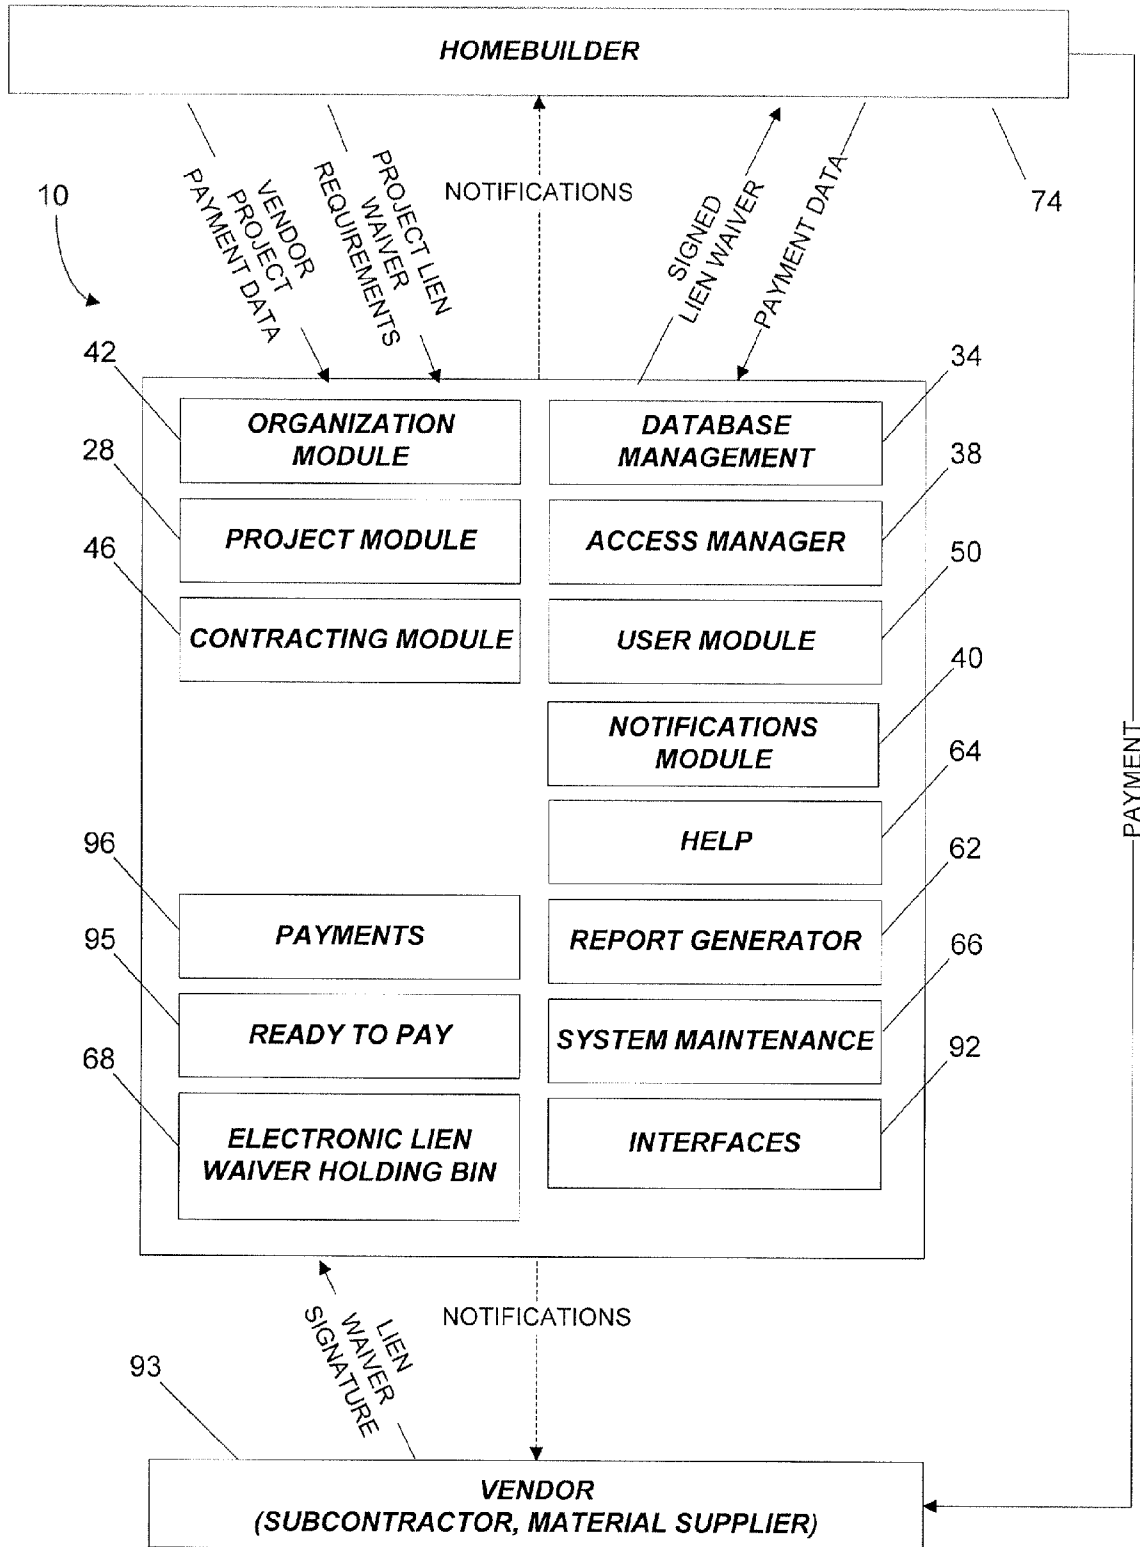 HOMEBUILDER
74
10
VENDOR
PROJECT
PAYMENT DATA
PROJECT LIEN
WAIVER
REQUIREMENTS
NOTIFICATIONS
SIGNED
LIEN WAIVER
PAYMENT DATA
PAYMENT
42
ORGANIZATION
MODULE
DATABASE
MANAGEMENT
34
28
PROJECT MODULE
ACCESS MANAGER
38
46
CONTRACTING MODULE
USER MODULE
50
NOTIFICATIONS
MODULE
40
HELP
64
96
PAYMENTS
REPORT GENERATOR
62
95
READY TO PAY
SYSTEM MAINTENANCE
66
68
ELECTRONIC LIEN
WAIVER HOLDING BIN
INTERFACES
92
LIEN
WAIVER
SIGNATURE
NOTIFICATIONS
93
VENDOR
(SUBCONTRACTOR, MATERIAL SUPPLIER)